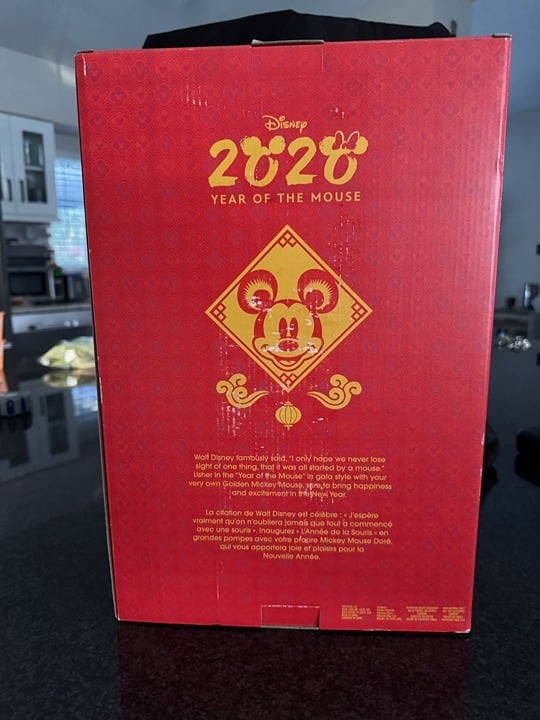 Disney
2020
YEAR OF THE MOUSE
Walt Disney famously said, "I only hope we never lose
sight of one thing, that it was all started by a mouse."
Usher in the "Year of the Mouse" in gala style with your
very own Golden Mickey Mouse, sure to bring happiness
and excitement in the New Year.
La citation de Walt Disney est célèbre : « J'espère
vraiment qu'on n'oubliera jamais que tout a commencé
avec une souris ». Inaugurez « L'Année de la Souris » en
grandes pompes avec votre propre Mickey Mouse Doré,
qui vous apportera joie et plaisirs pour la
Nouvelle Année.